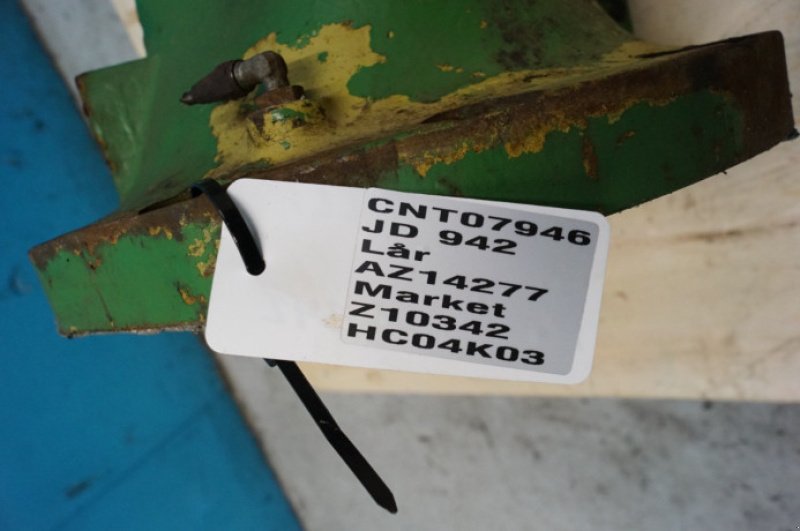 CNT07946
JD 942
Lår
AZ14277
Market
Z10342
HC04K03